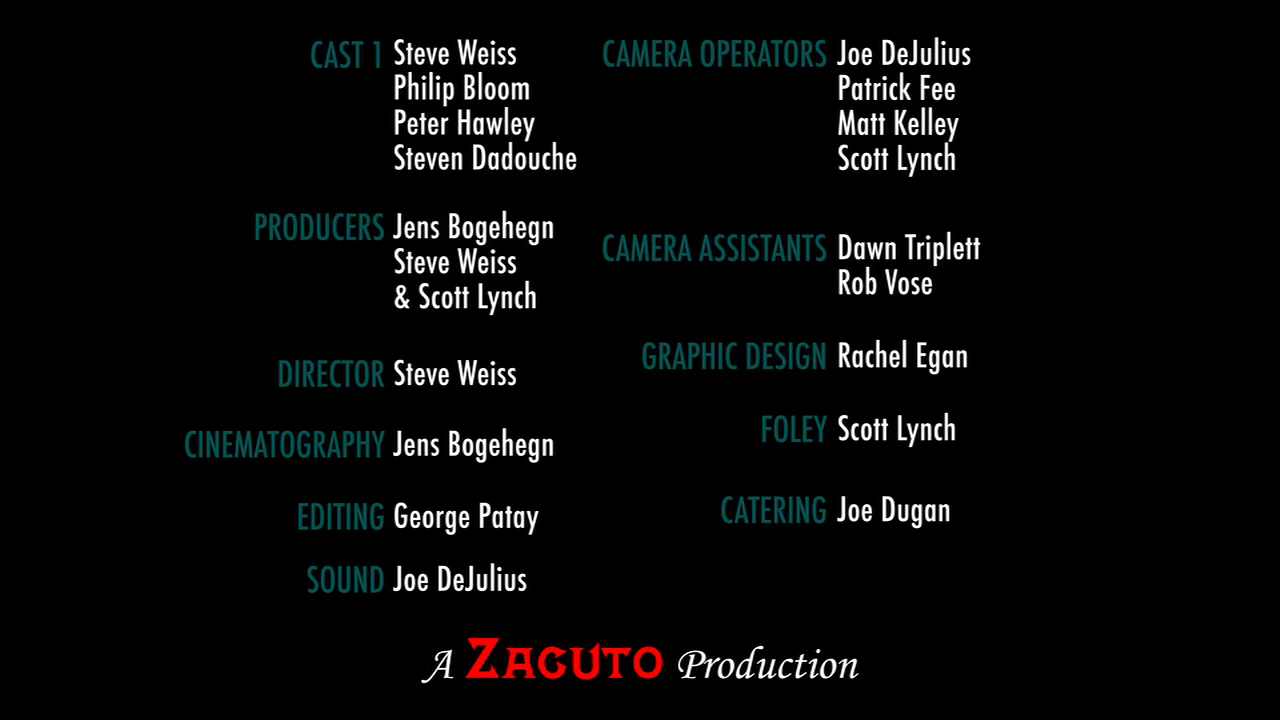 CAST 1 Steve Weiss
Philip Bloom
Peter Hawley
Steven Dadouche
PRODUCERS Jens Bogehegn
Steve Weiss
& Scott Lynch
DIRECTOR Steve Weiss
CINEMATOGRAPHY Jens Bogehegn
EDITING George Patay
SOUND Joe DeJulius
CAMERA OPERATORS Joe DeJulius
Patrick Fee
Matt Kelley
Scott Lynch
CAMERA ASSISTANTS Dawn Triplett
Rob Vose
GRAPHIC DESIGN Rachel Egan
FOLEY Scott Lynch
CATERING Joe Dugan
A ZACUTO Production